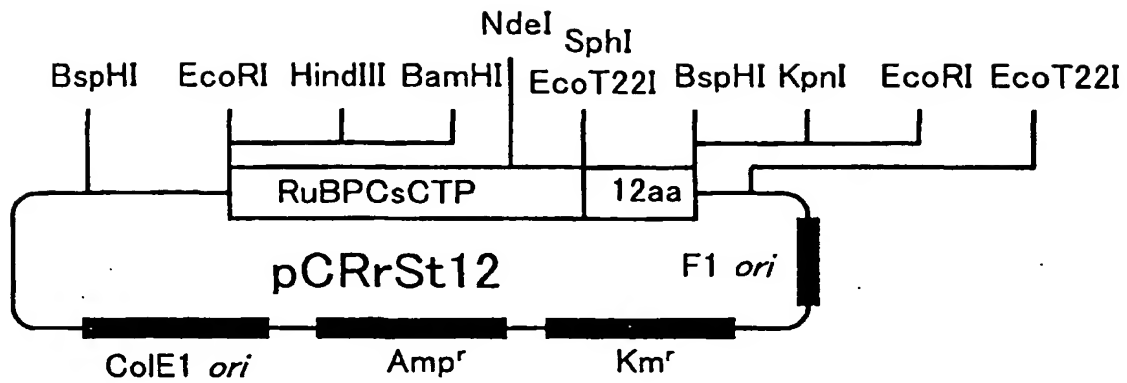 NdeI
SphI
BspHI EcoRI HindIII BamHI EcoT22I BspHI KpnI EcoRI EcoT22I
RuBPCsCTP 12aa
pCRrSt12
F1 ori
ColE1 ori Ampʳ Kmʳ